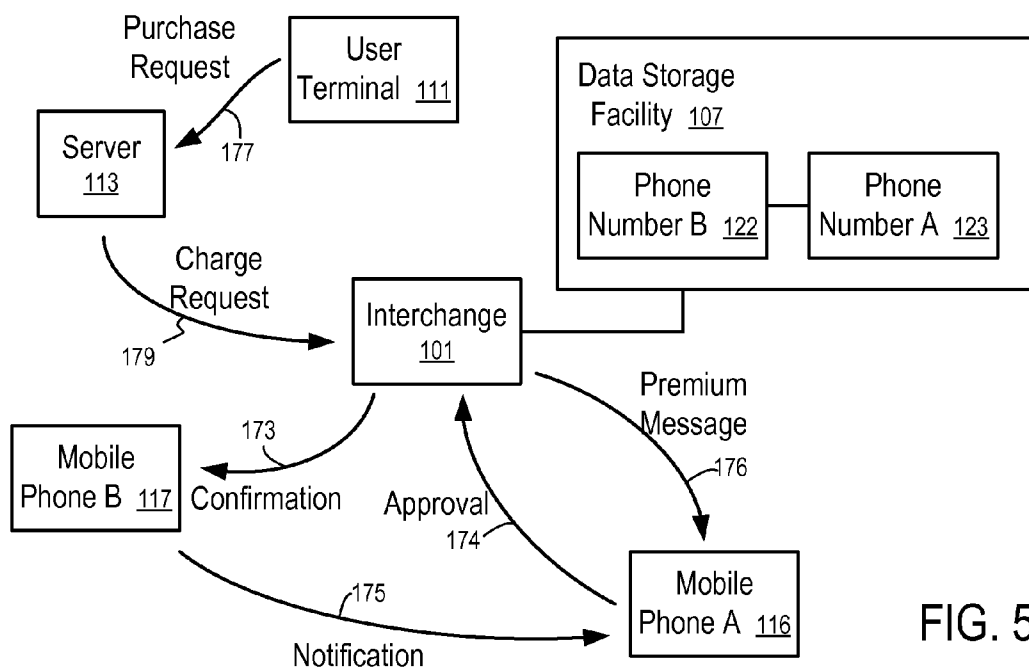 Purchase
Request
177
User
Terminal 111
Server
113
Data Storage
Facility 107
Phone
Number B 122
Phone
Number A 123
Charge
Request
179
Interchange
101
Premium
Message
176
173
Confirmation
Mobile
Phone B 117
Approval
174
175
Notification
Mobile
Phone A 116
FIG. 5